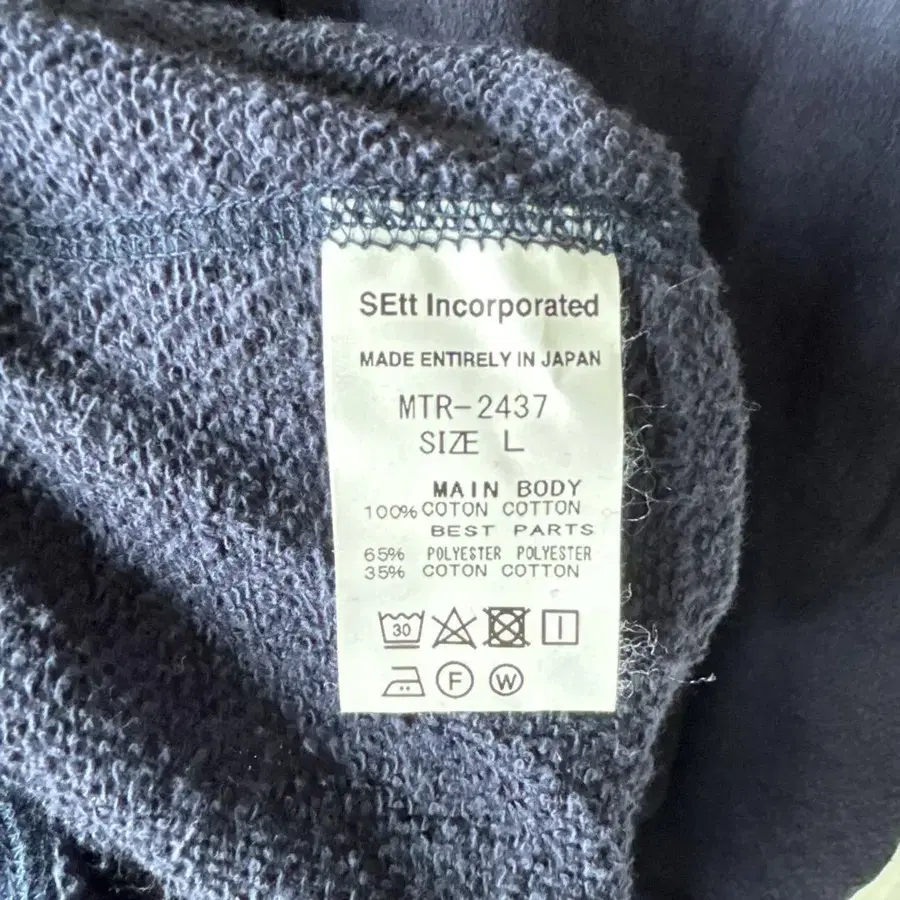 SEtt Incorporated
MADE ENTIRELY IN JAPAN
MTR-2437
SIZE L
MAIN BODY
100% COTON COTTON
BEST PARTS
65% POLYESTER POLYESTER
35% COTON COTTON
30
F W